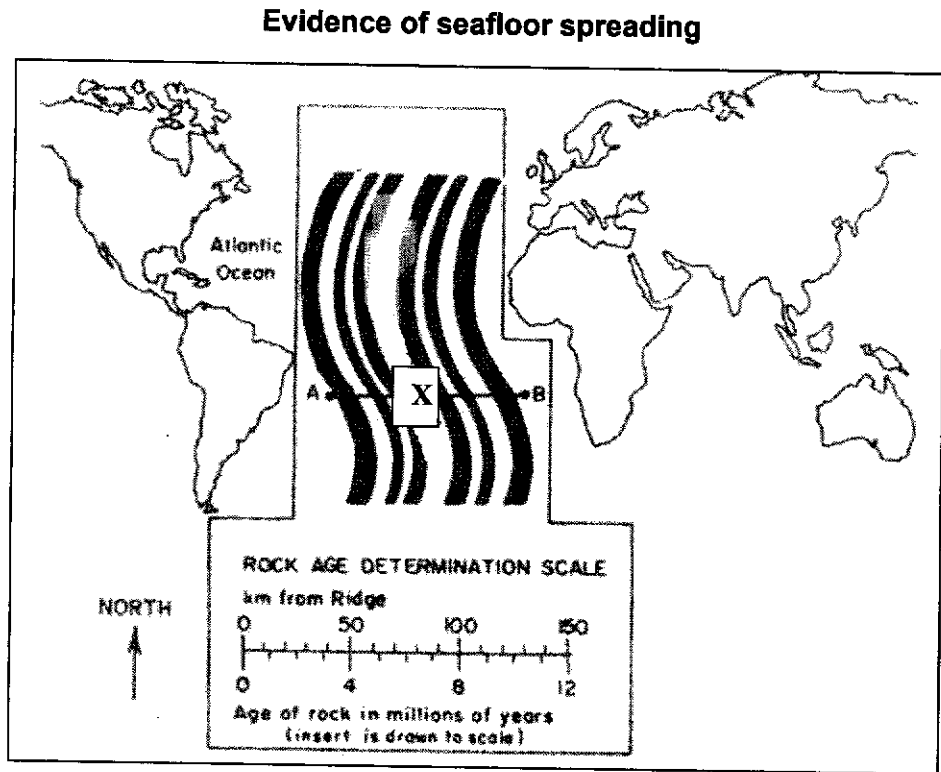 Evidence of seafloor spreading
Atlantic
Ocean
A X B
ROCK AGE DETERMINATION SCALE
km from Ridge
0 50 100 150
0 4 8 12
Age of rock in millions of years
(insert is drawn to scale)
NORTH